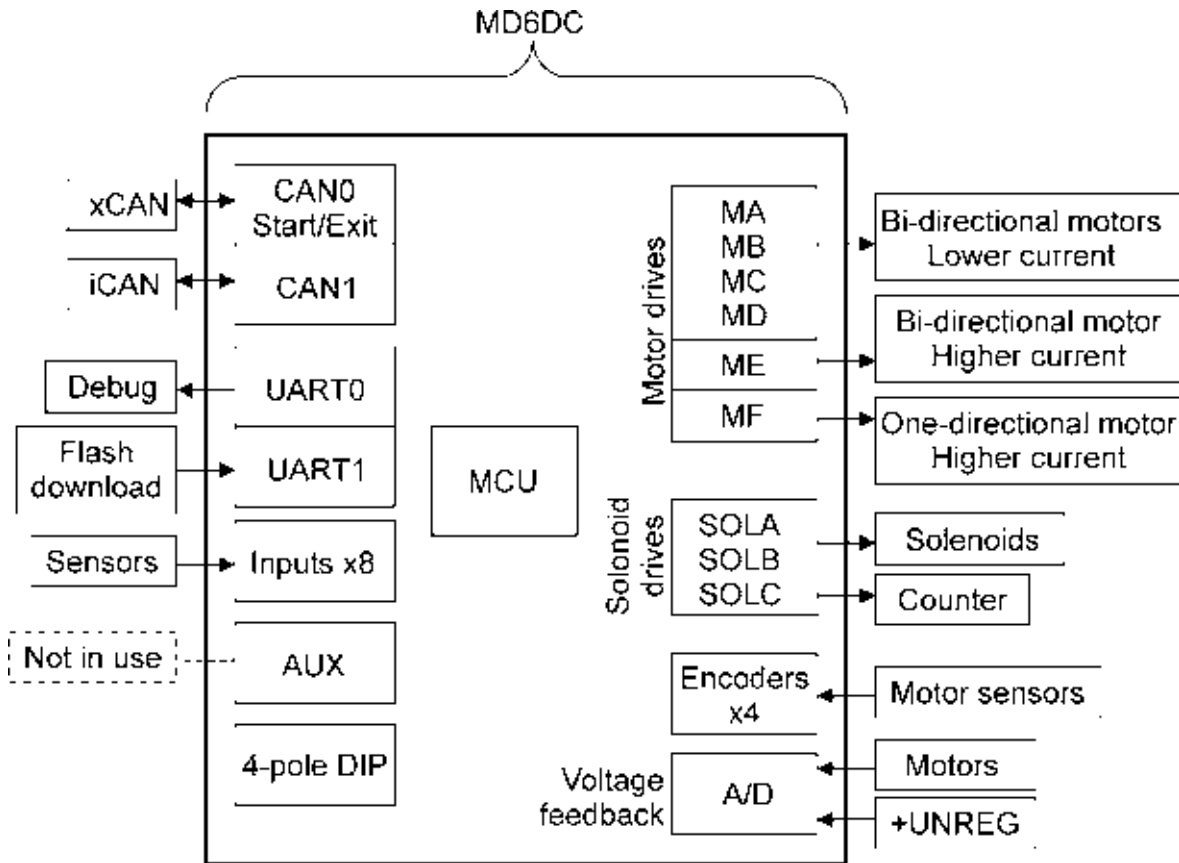 MD6DC
xCAN
CAN0
Start/Exit
iCAN
CAN1
Debug
UART0
Flash
download
UART1
Sensors
Inputs x8
Not in use
AUX
4-pole DIP
MCU
Motor drives
MA
MB
MC
MD
ME
MF
Bi-directional motors
Lower current
Bi-directional motor
Higher current
One-directional motor
Higher current
Solonoid
drives
SOLA
SOLB
SOLC
Solenoids
Counter
Encoders
x4
Motor sensors
Voltage
feedback
A/D
Motors
+UNREG